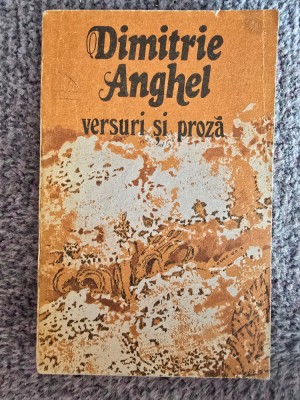 Dimitrie
Anghel
versuri și proză